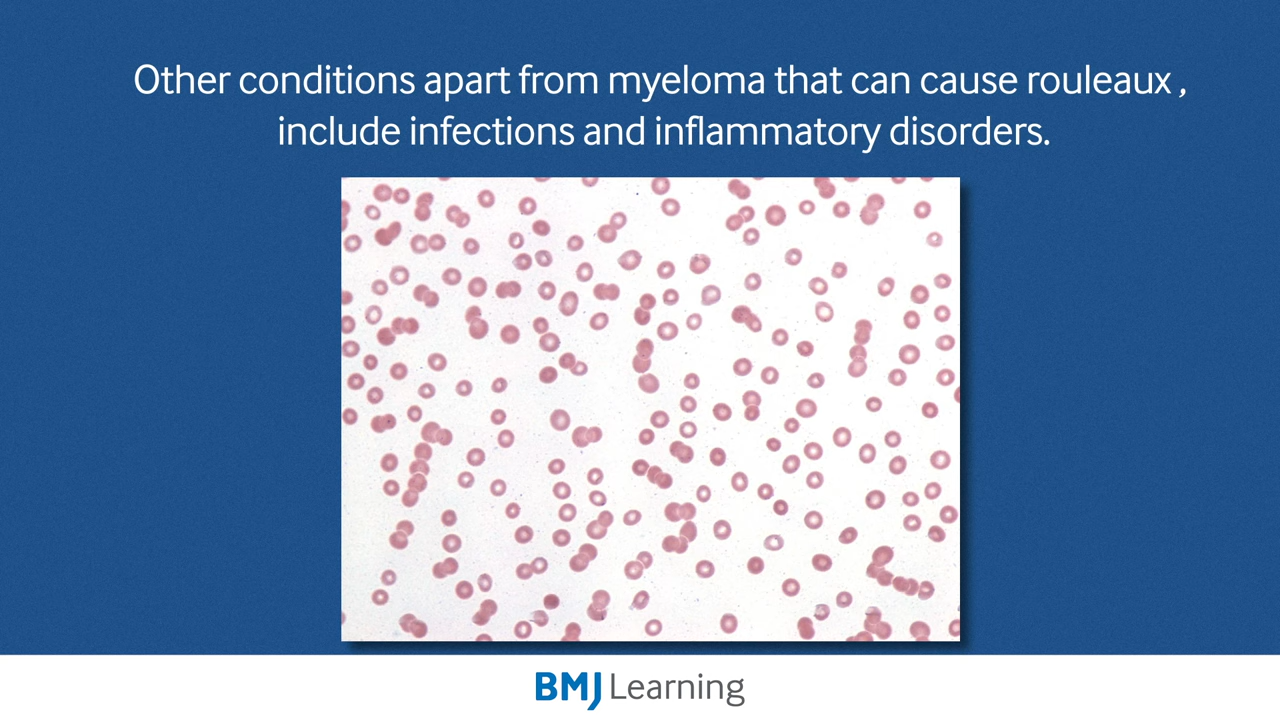 Other conditions apart from myeloma that can cause rouleaux ,
include infections and inflammatory disorders.
BMJ Learning